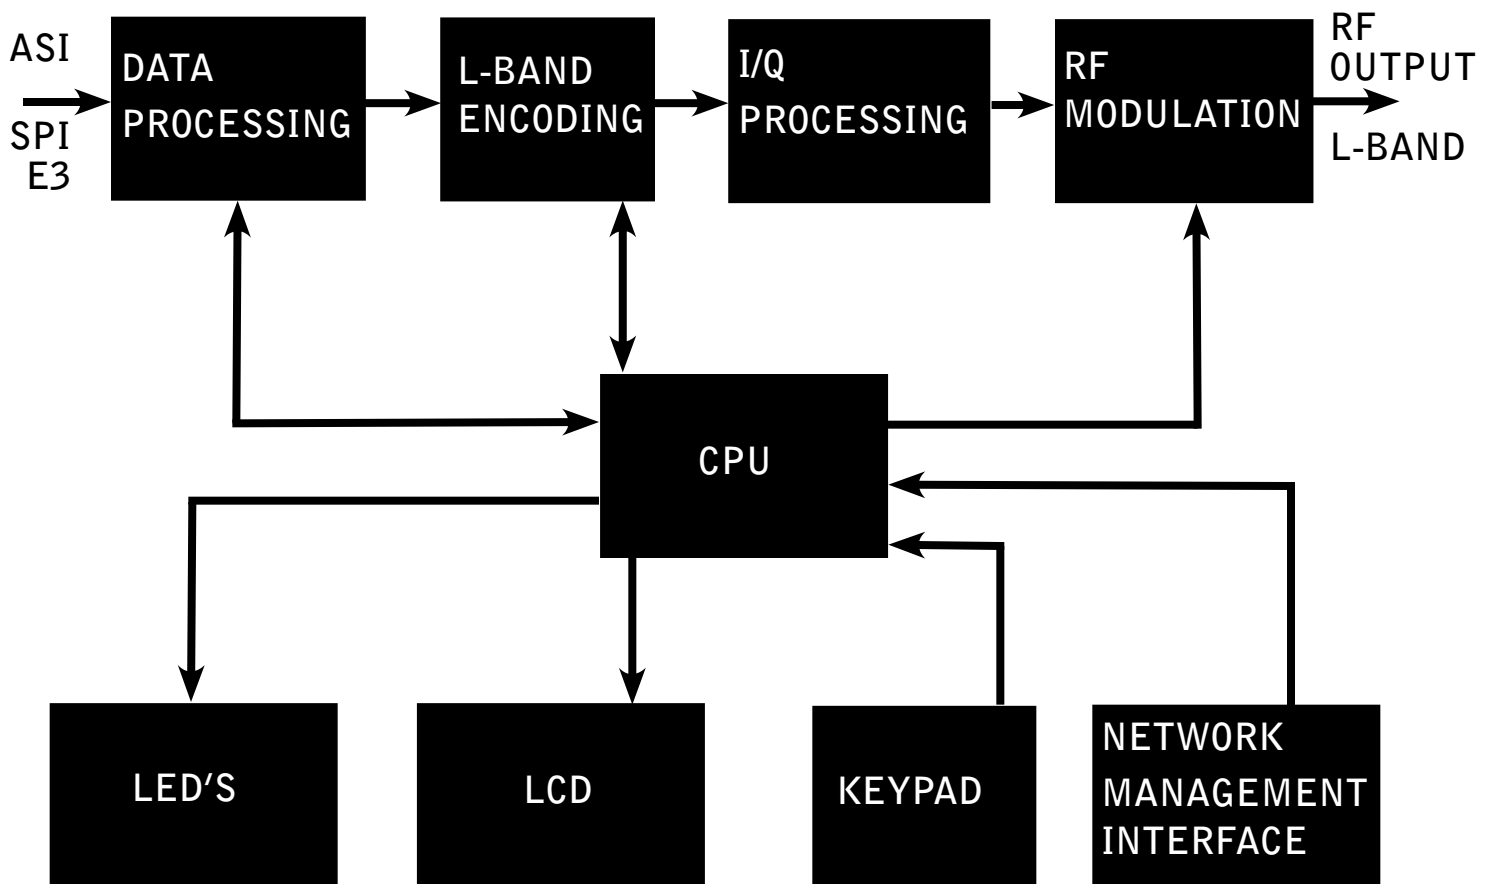 ASI
SPI
E3
DATA
PROCESSING
L-BAND
ENCODING
I/Q
PROCESSING
RF
MODULATION
RF
OUTPUT
L-BAND
CPU
LED'S
LCD
KEYPAD
NETWORK
MANAGEMENT
INTERFACE